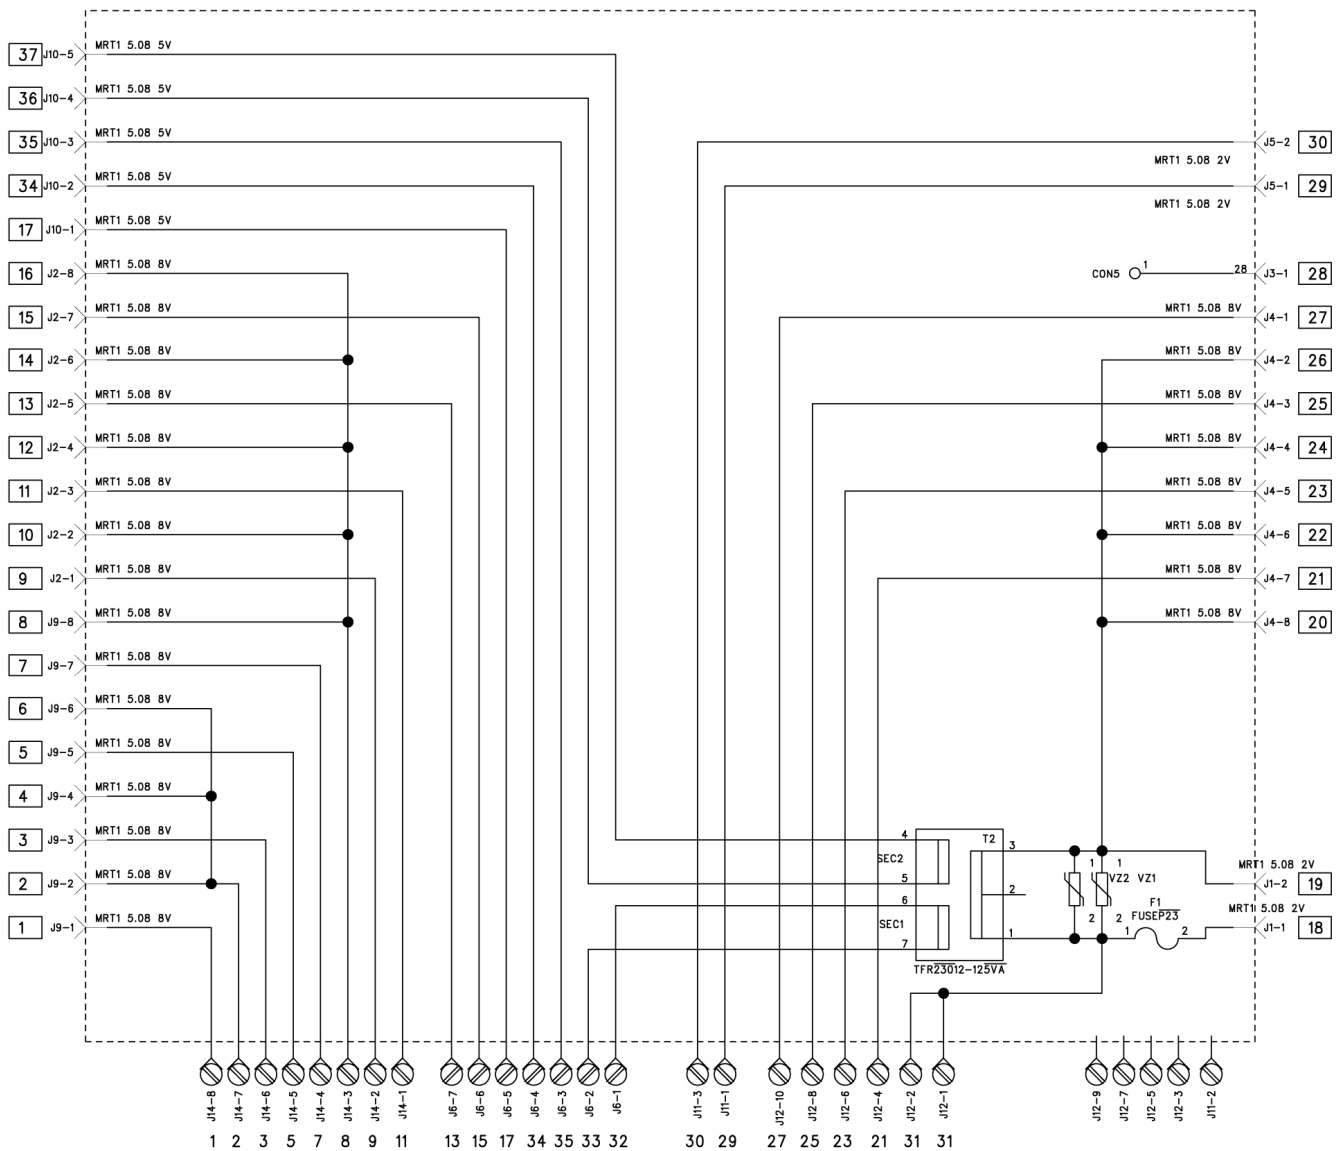 37 J10-5 MRT1 5.08 5V
36 J10-4 MRT1 5.08 5V
35 J10-3 MRT1 5.08 5V
34 J10-2 MRT1 5.08 5V
17 J10-1 MRT1 5.08 5V
16 J2-8 MRT1 5.08 8V
15 J2-7 MRT1 5.08 8V
14 J2-6 MRT1 5.08 8V
13 J2-5 MRT1 5.08 8V
12 J2-4 MRT1 5.08 8V
11 J2-3 MRT1 5.08 8V
10 J2-2 MRT1 5.08 8V
9 J2-1 MRT1 5.08 8V
8 J9-8 MRT1 5.08 8V
7 J9-7 MRT1 5.08 8V
6 J9-6 MRT1 5.08 8V
5 J9-5 MRT1 5.08 8V
4 J9-4 MRT1 5.08 8V
3 J9-3 MRT1 5.08 8V
2 J9-2 MRT1 5.08 8V
1 J9-1 MRT1 5.08 8V
J5-2 30
MRT1 5.08 2V
J5-1 29
MRT1 5.08 2V
CON5 1 28 J3-1 28
MRT1 5.08 8V J4-1 27
MRT1 5.08 8V J4-2 26
MRT1 5.08 8V J4-3 25
MRT1 5.08 8V J4-4 24
MRT1 5.08 8V J4-5 23
MRT1 5.08 8V J4-6 22
MRT1 5.08 8V J4-7 21
MRT1 5.08 8V J4-8 20
4 T2 3
SEC2
5
2
6
SEC1
7
1
TFR23012-125VA
1 1
VZ2 VZ1
2 2
MRT1 5.08 2V
J1-2 19
F1
FUSEP23
1 2
MRT1 5.08 2V
J1-1 18
J14-8 J14-7 J14-6 J14-5 J14-4 J14-3 J14-2 J14-1 J6-7 J6-6 J6-5 J6-4 J6-3 J6-2 J6-1 J11-3 J11-1 J12-10 J12-8 J12-6 J12-4 J12-2 J12-1 J12-9 J12-7 J12-5 J12-3 J11-2
1 2 3 5 7 8 9 11 13 15 17 34 35 33 32 30 29 27 25 23 21 31 31